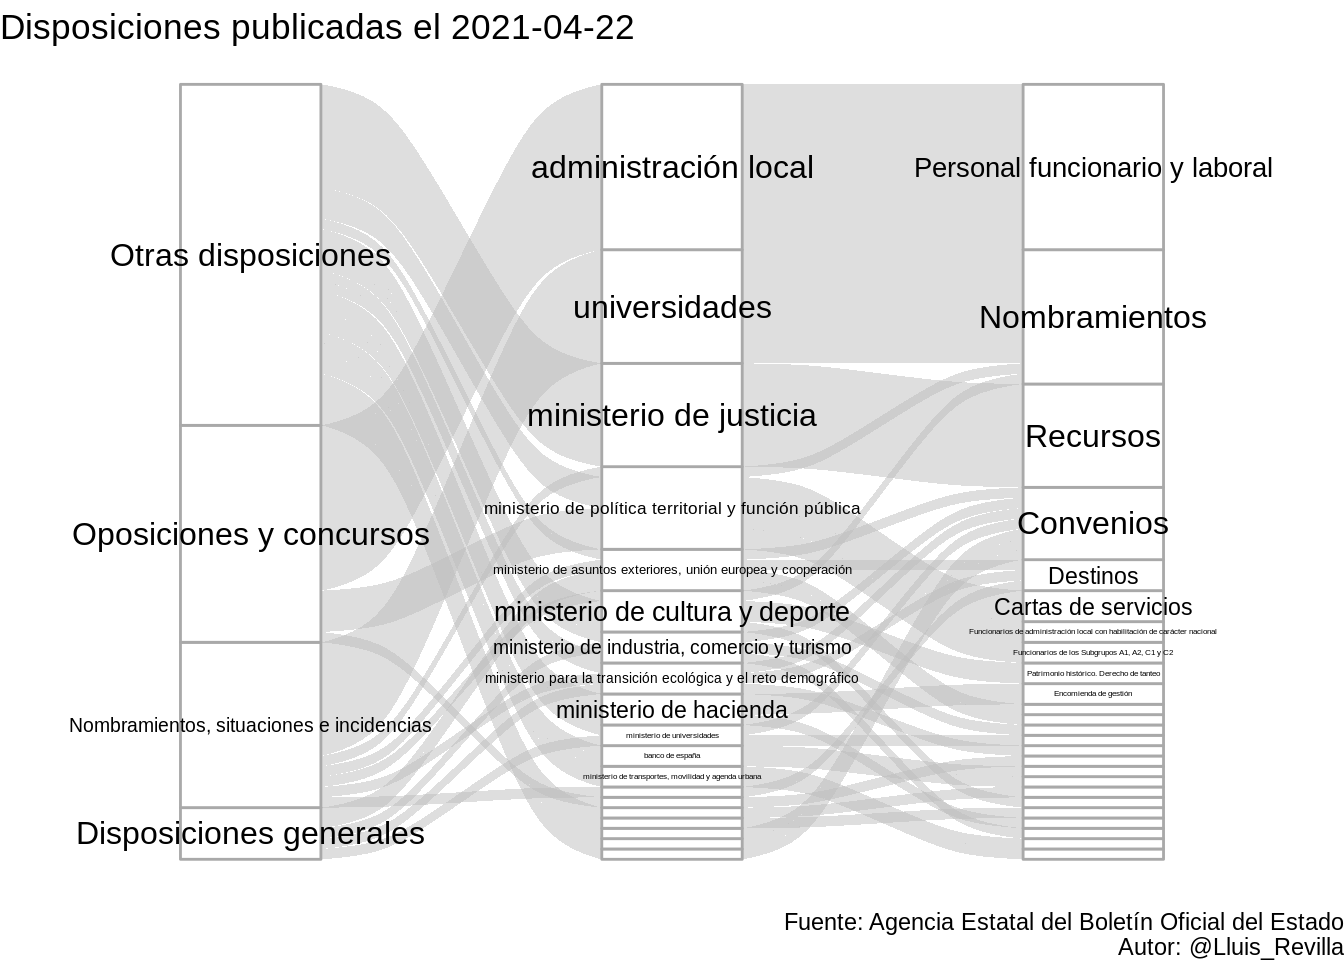 Disposiciones publicadas el 2021-04-22
Otras disposiciones
Oposiciones y concursos
Nombramientos, situaciones e incidencias
Disposiciones generales
administración local
universidades
ministerio de justicia
ministerio de política territorial y función pública
ministerio de asuntos exteriores, unión europea y cooperación
ministerio de cultura y deporte
ministerio de industria, comercio y turismo
ministerio para la transición ecológica y el reto demográfico
ministerio de hacienda
ministerio de universidades
banco de españa
ministerio de transportes, movilidad y agenda urbana
Personal funcionario y laboral
Nombramientos
Recursos
Convenios
Destinos
Cartas de servicios
Funcionarios de administración local con habilitación de carácter nacional
Funcionarios de los Subgrupos A1, A2, C1 y C2
Patrimonio histórico. Derecho de tanteo
Encomienda de gestión
Fuente: Agencia Estatal del Boletín Oficial del Estado
Autor: @Lluis_Revilla